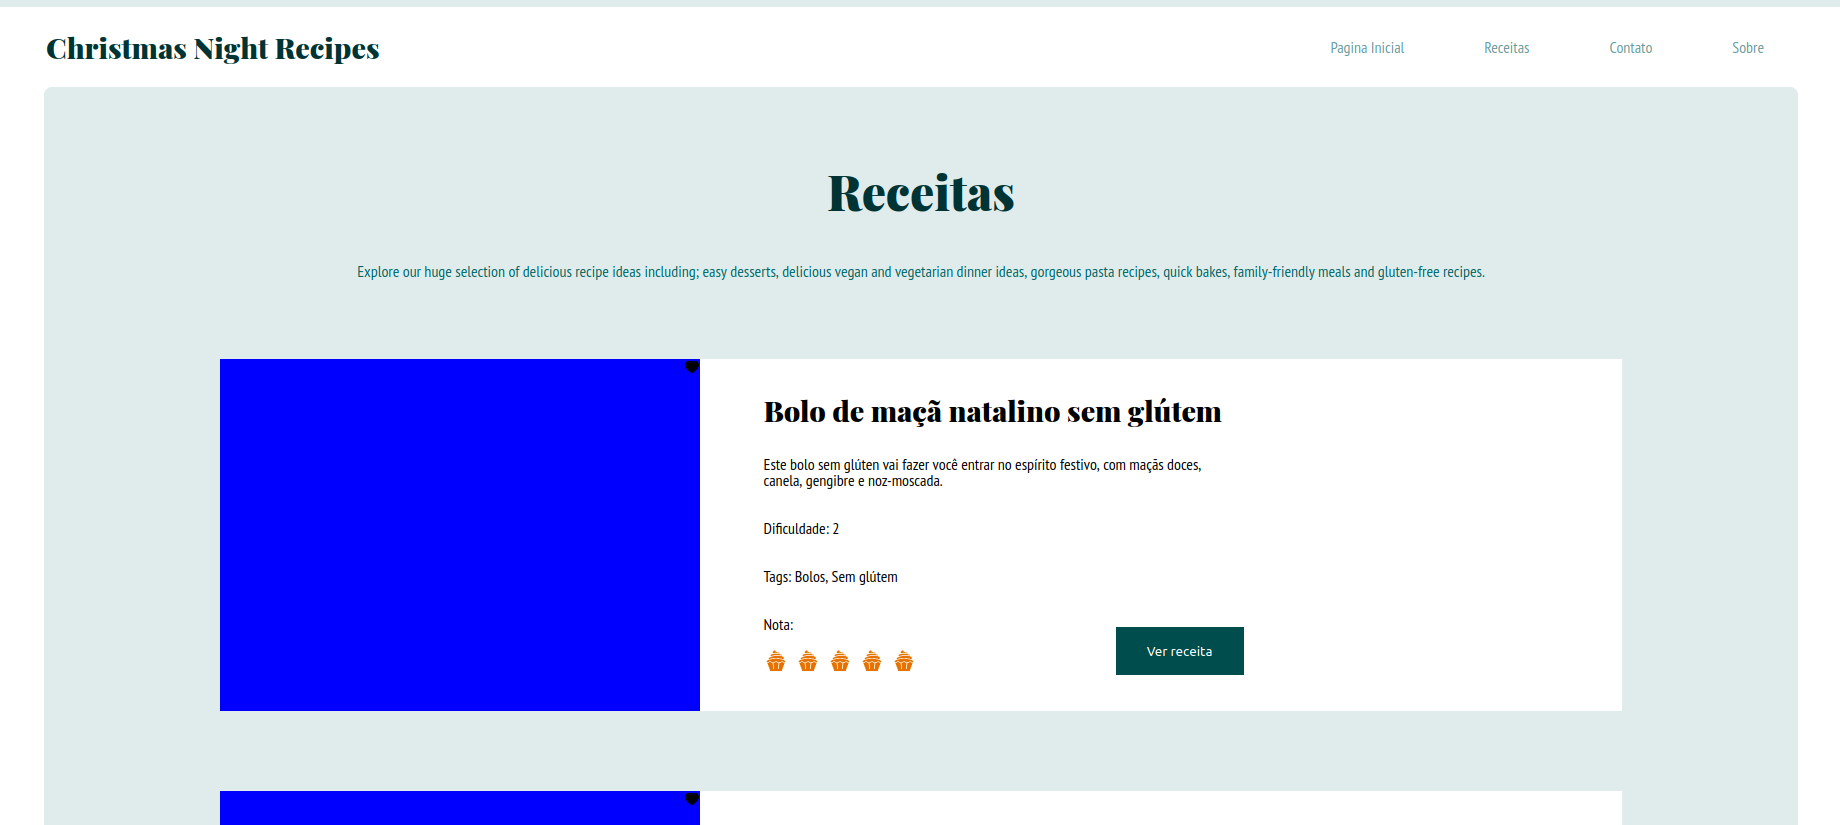 Christmas Night Recipes
Pagina Inicial
Receitas
Contato
Sobre
Receitas
Explore our huge selection of delicious recipe ideas including; easy desserts, delicious vegan and vegetarian dinner ideas, gorgeous pasta recipes, quick bakes, family-friendly meals and gluten-free recipes.
Bolo de maçã natalino sem glútem
Este bolo sem glúten vai fazer você entrar no espírito festivo, com maçãs doces,
canela, gengibre e noz-moscada.
Dificuldade: 2
Tags: Bolos, Sem glútem
Nota:
Ver receita